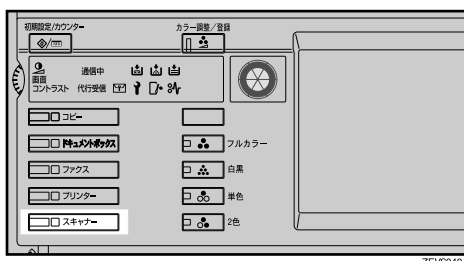 初期設定/カウンター
カラー調整/登録
画面
コントラスト
通信中
代行受信
コピー
ドキュメントボックス
フルカラー
ファクス
白黒
プリンター
単色
スキャナー
2色